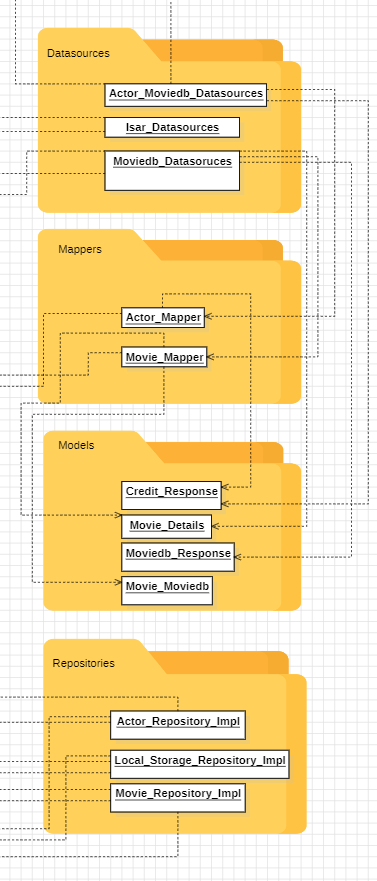 Datasources
Actor_Moviedb_Datasources
Isar_Datasources
Moviedb_Datasoruces
Mappers
Actor_Mapper
Movie_Mapper
Models
Credit_Response
Movie_Details
Moviedb_Response
Movie_Moviedb
Repositories
Actor_Repository_Impl
Local_Storage_Repository_Impl
Movie_Repository_Impl